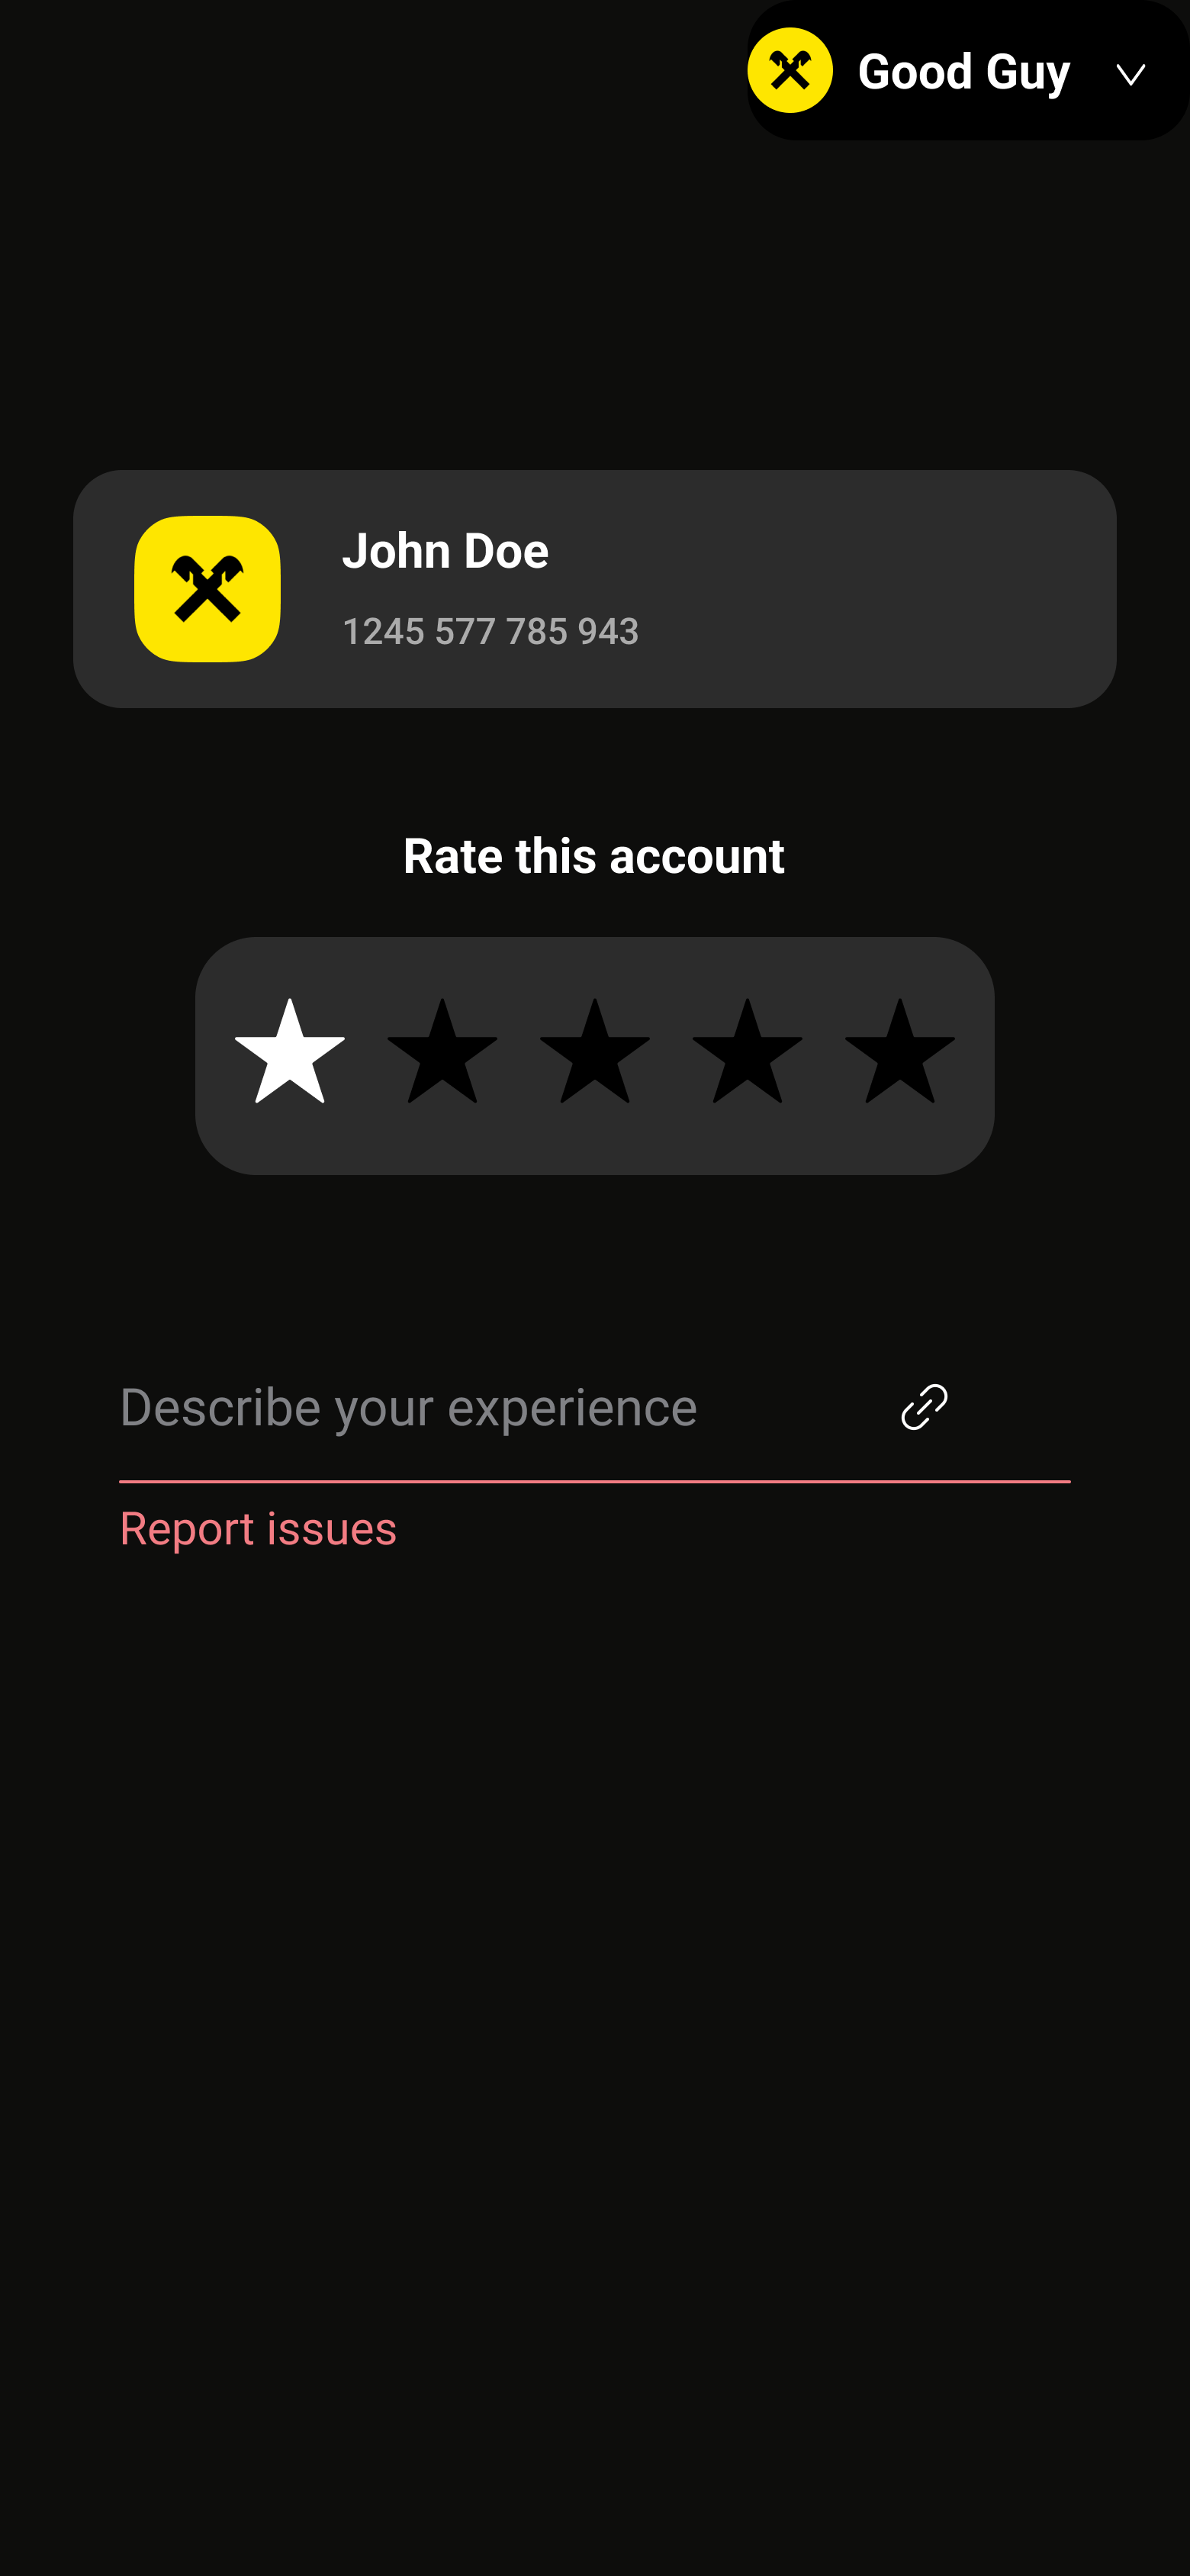 Good Guy
John Doe
1245 577 785 943
Rate this account
Describe your experience
Report issues